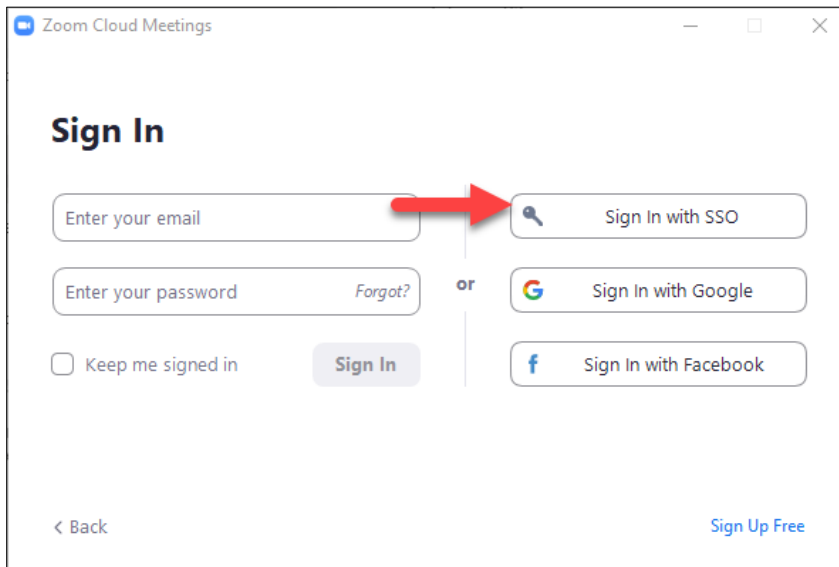 Zoom Cloud Meetings
Sign In
Enter your email
Enter your password
Forgot?
Keep me signed in
Sign In
or
Sign In with SSO
Sign In with Google
Sign In with Facebook
< Back
Sign Up Free